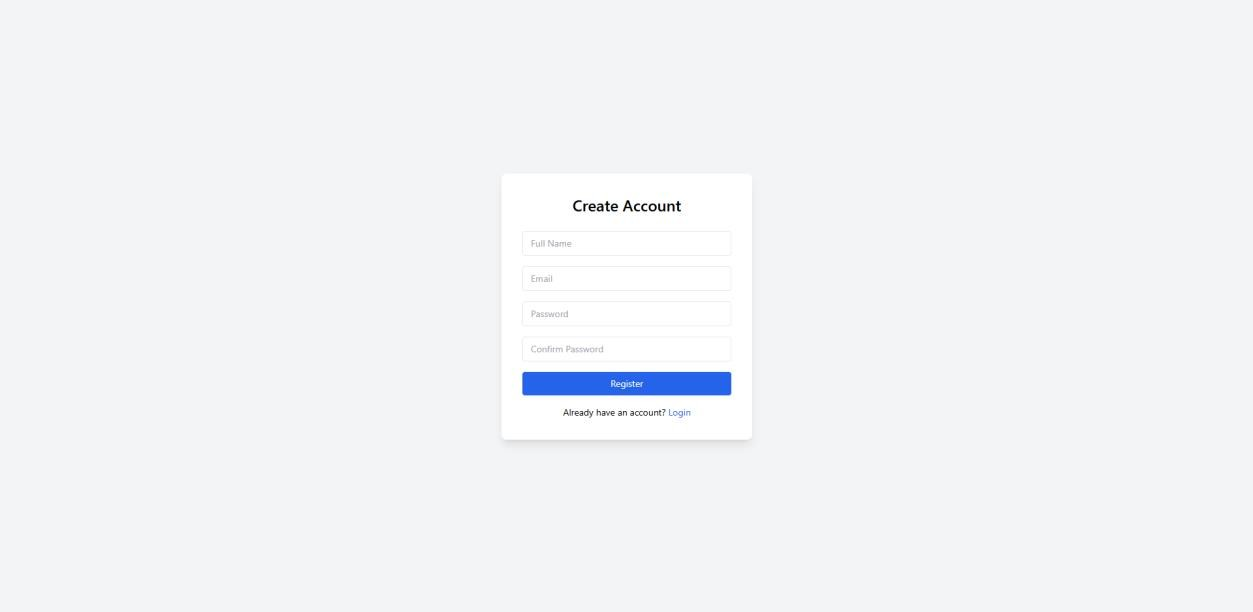 Create Account
Full Name
Email
Password
Confirm Password
Register
Already have an account? Login